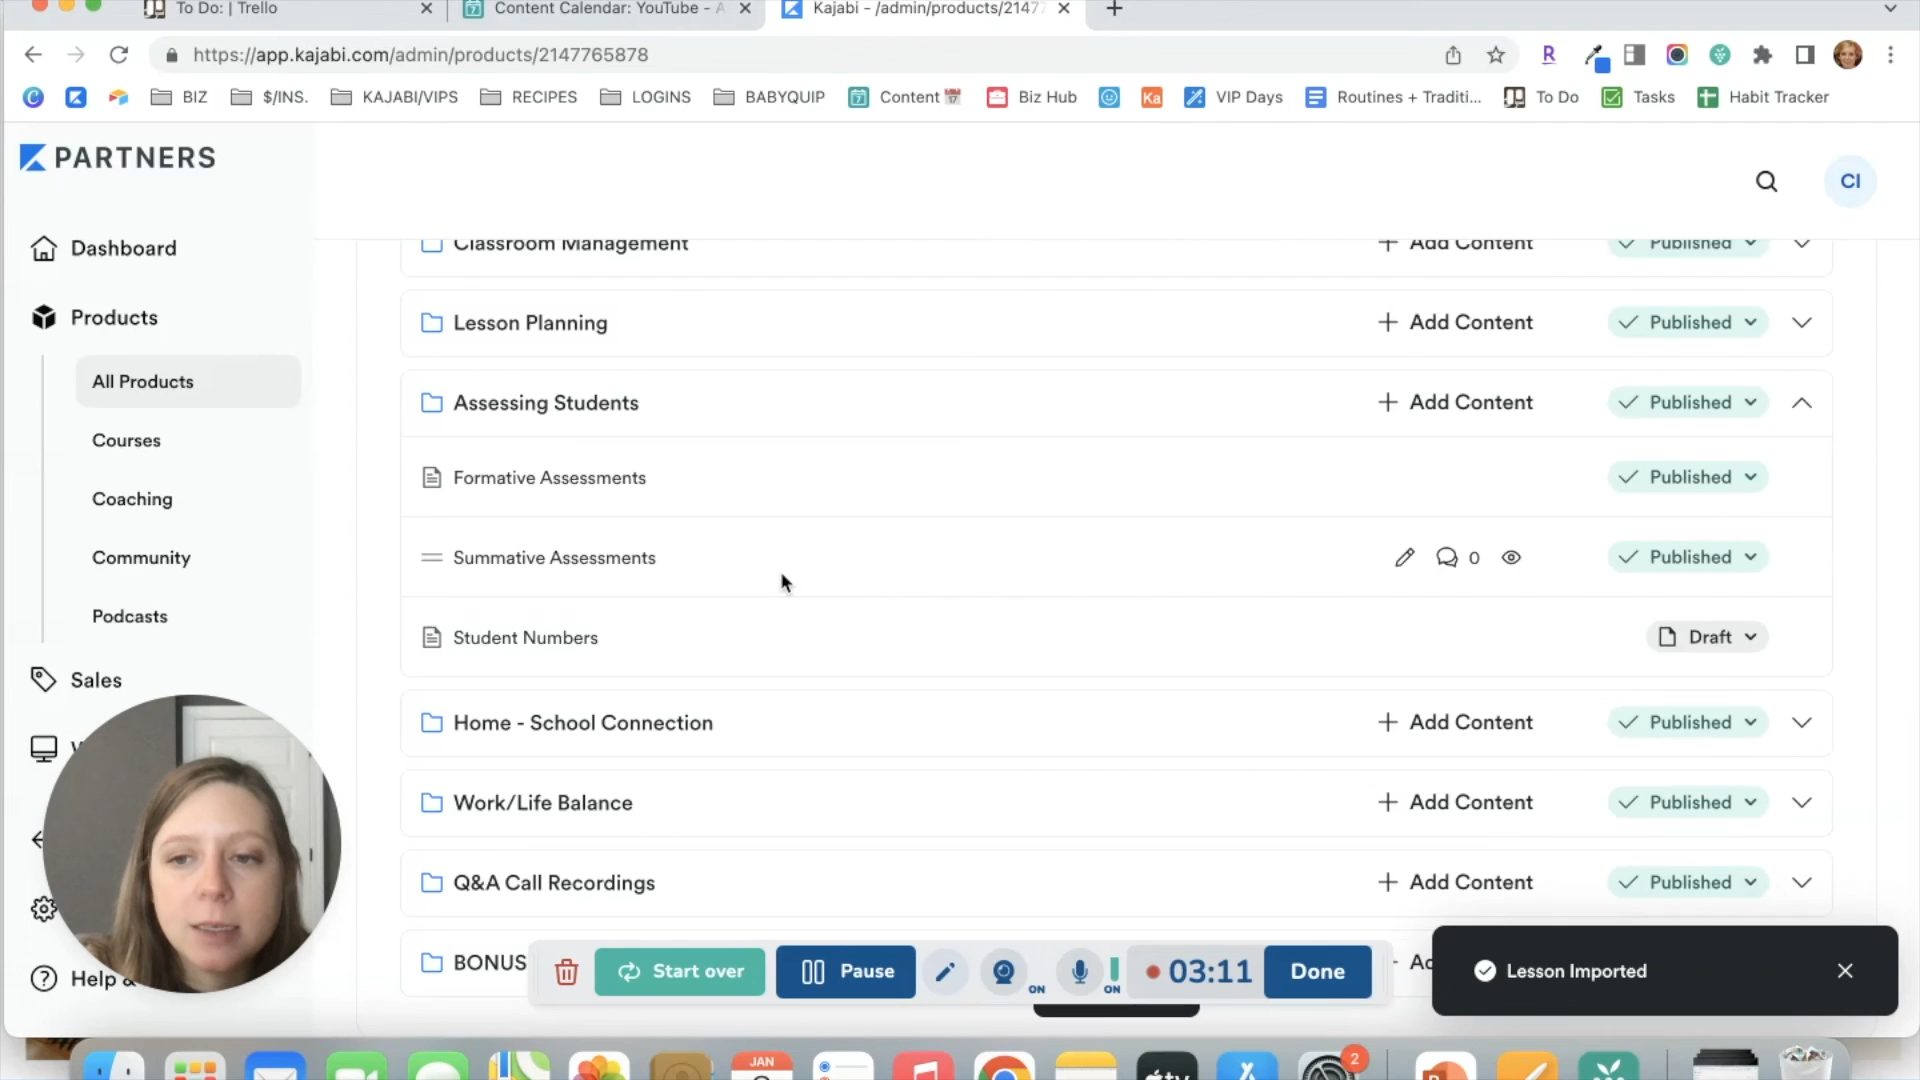 To Do: | Trello
Content Calendar: YouTube - A
Kajabi - /admin/products/2147
https://app.kajabi.com/admin/products/2147765878
BIZ
$/INS.
KAJABI/VIPS
RECIPES
LOGINS
BABYQUIP
Content
Biz Hub
Ka
VIP Days
Routines + Traditi...
To Do
Tasks
Habit Tracker
PARTNERS
CI
Dashboard
Products
All Products
Courses
Coaching
Community
Podcasts
Sales
Help &
Classroom Management
Add Content
Published
Lesson Planning
Add Content
Published
Assessing Students
Add Content
Published
Formative Assessments
Published
Summative Assessments
0
Published
Student Numbers
Draft
Home - School Connection
Add Content
Published
Work/Life Balance
Add Content
Published
Q&A Call Recordings
Add Content
Published
BONUS
Start over
Pause
ON
ON
03:11
Done
Lesson Imported
JAN
tv
2